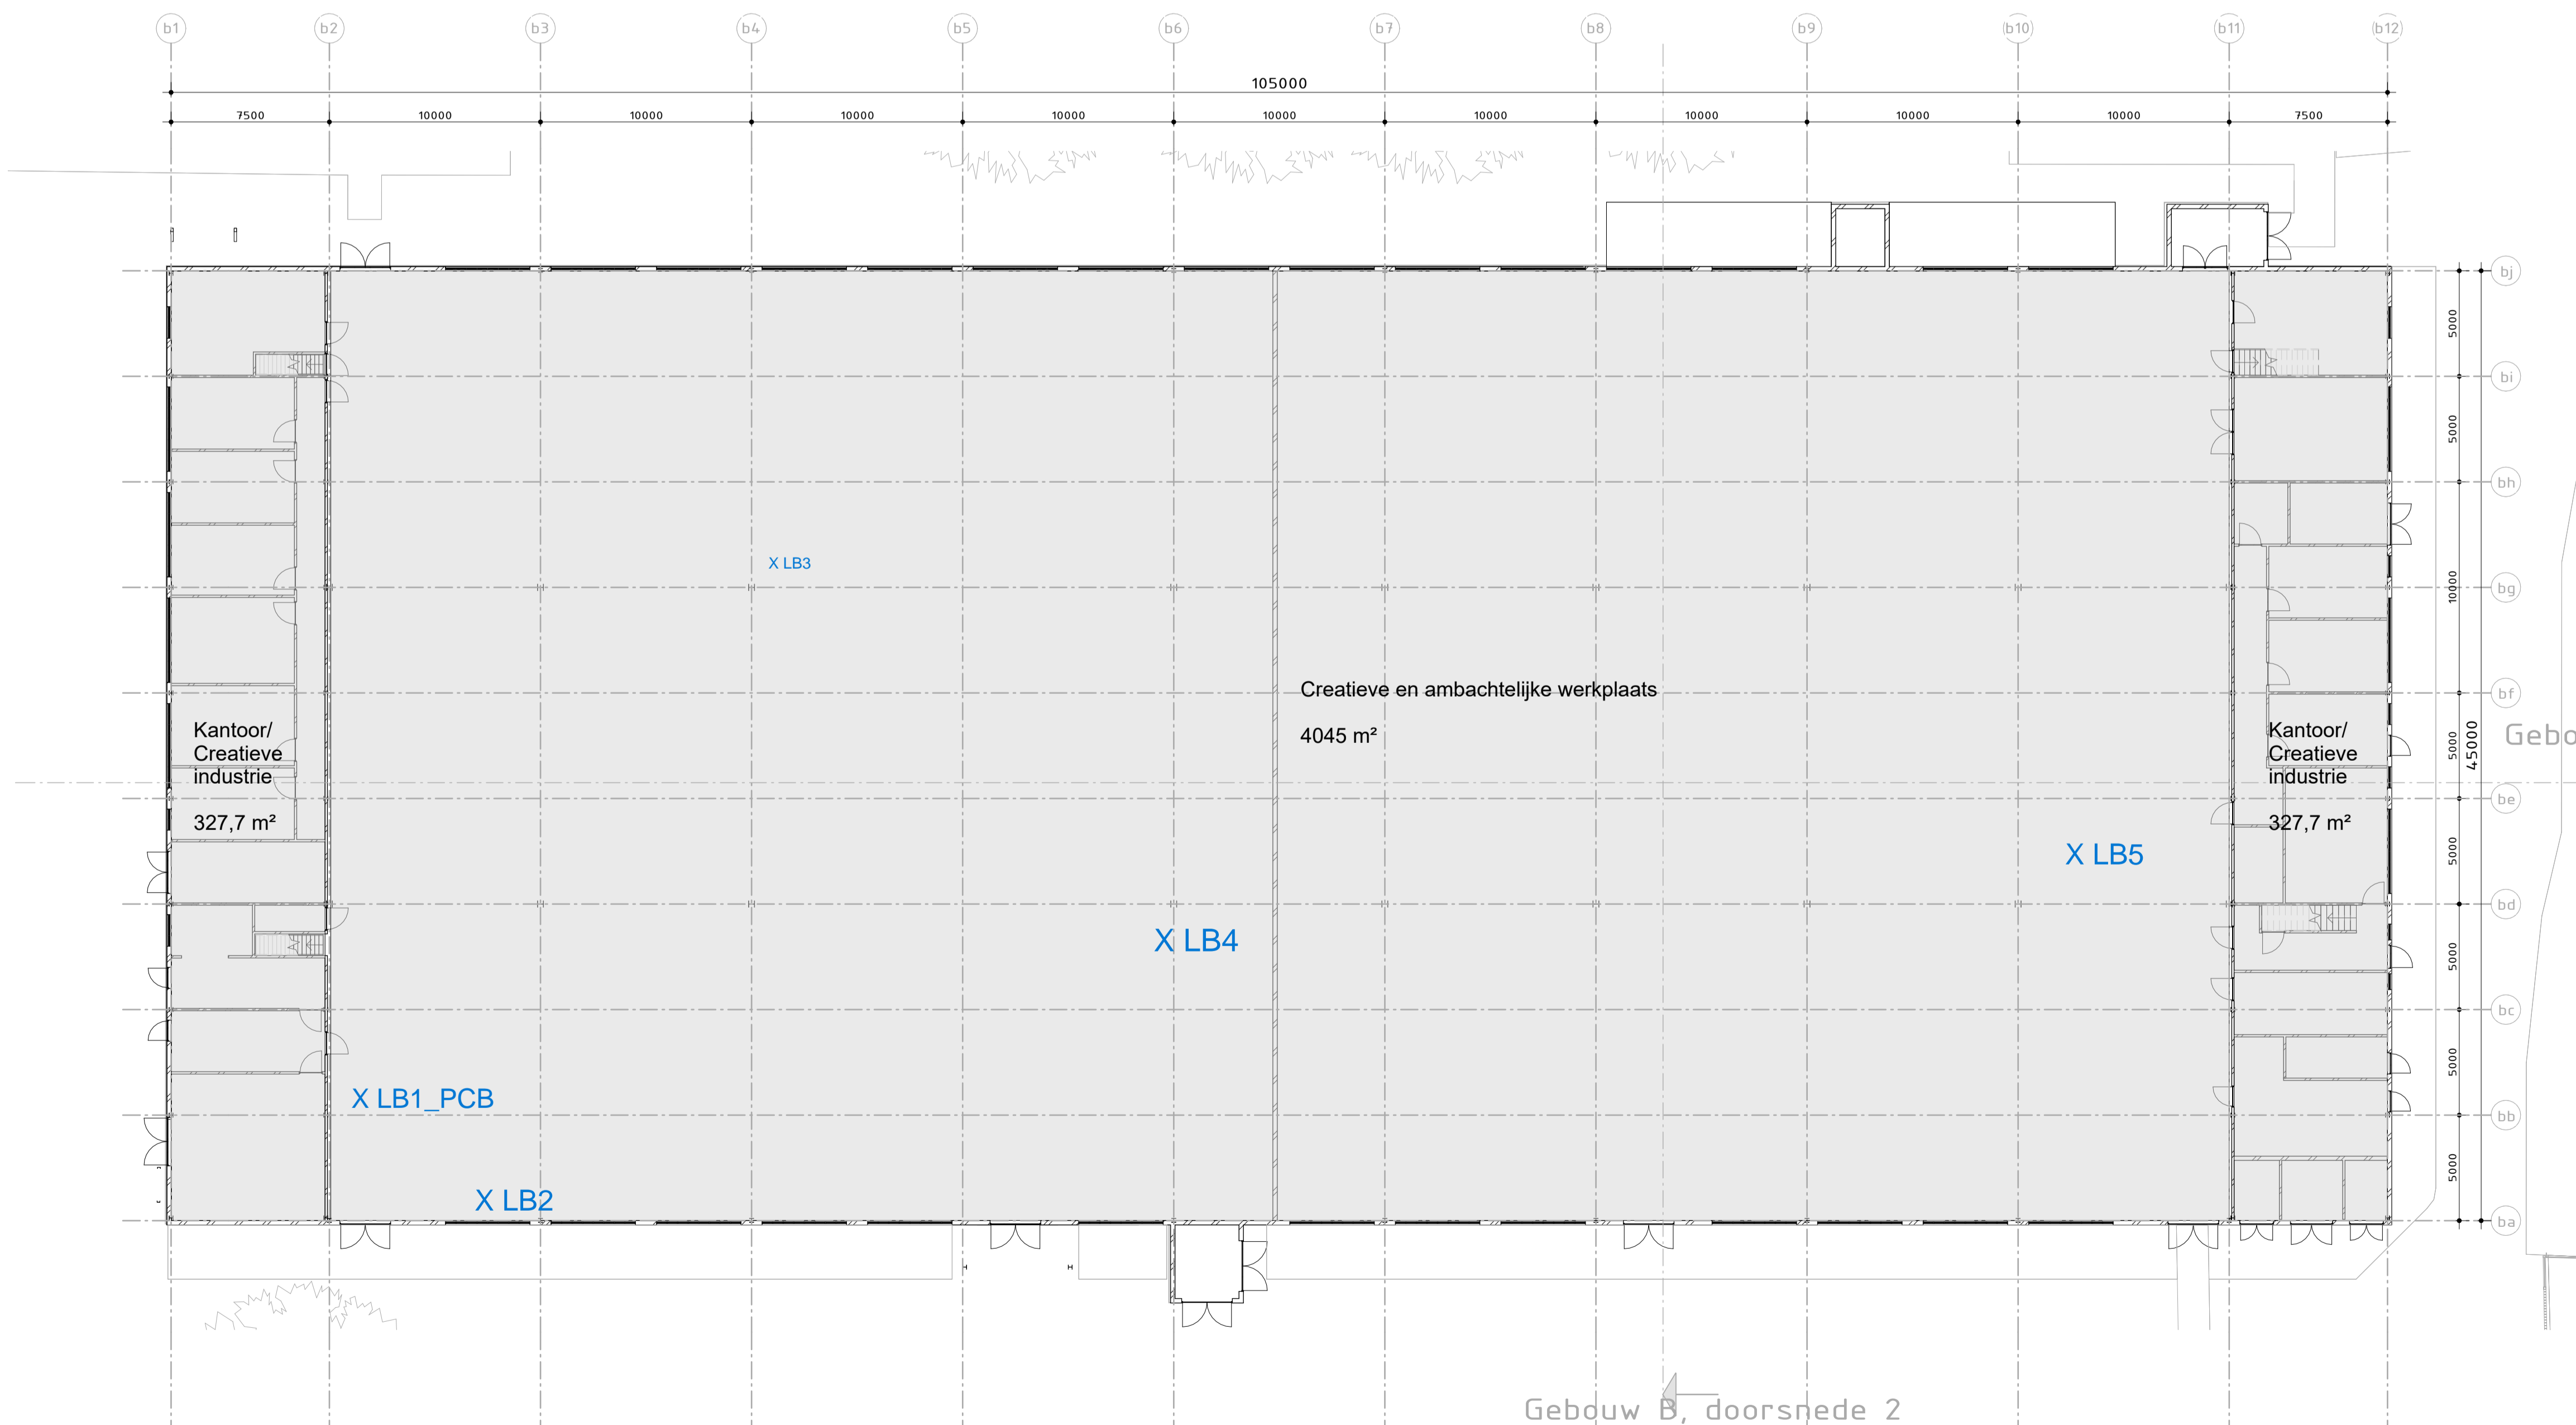 b1 b2 b3 b4 b5 b6 b7 b8 b9 b10 b11 b12
105000
7500 10000 10000 10000 10000 10000 10000 10000 10000 10000 7500
bj
5000
bi
5000
bh
X LB3
bg
10000
Creatieve en ambachtelijke werkplaats
4045 m²
bf
Kantoor/
Creatieve
industrie
327,7 m²
Kantoor/
Creatieve
industrie
327,7 m²
5000
45000
Gebo
be
5000
X LB5
bd
X LB4
5000
bc
5000
X LB1_PCB
bb
5000
X LB2
ba
Gebouw B, doorsnede 2